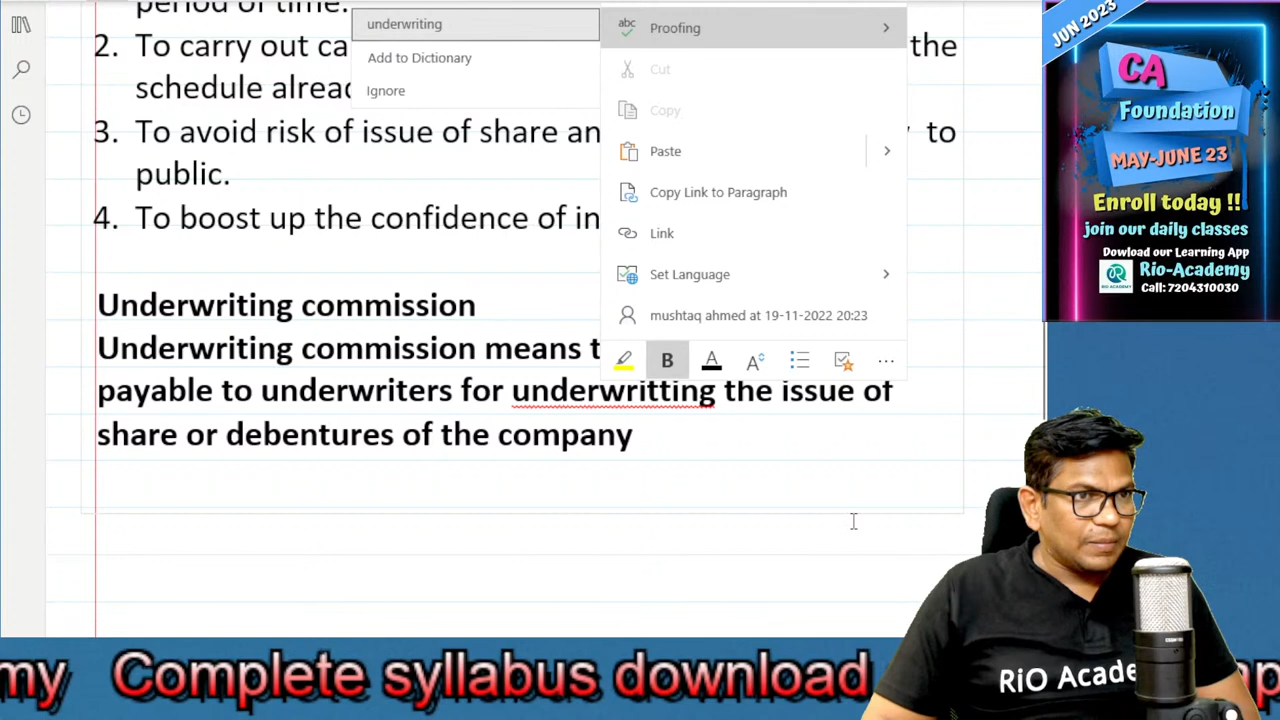 period of time.
2. To carry out ca
the
schedule alread
3. To avoid risk of issue of share an
to
public.
4. To boost up the confidence of in
underwriting
Add to Dictionary
Ignore
Proofing
Cut
Copy
Paste
Copy Link to Paragraph
Link
Set Language
mushtaq ahmed at 19-11-2022 20:23
B
A
A
Underwriting commission
Underwriting commission means t
payable to underwriters for underwritting the issue of
share or debentures of the company
JUN 2023
CA
Foundation
MAY-JUNE 23
Enroll today !!
join our daily classes
Dowload our Learning App
RIO ACADEMY
Rio-Academy
Call: 7204310030
RiO Acade
my Complete syllabus download ap